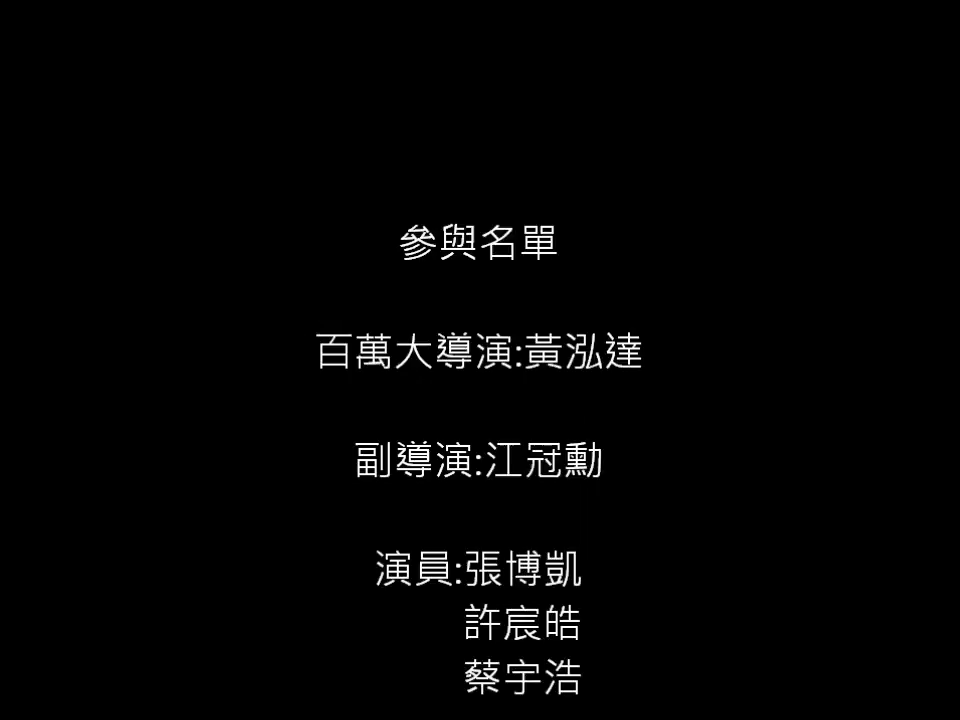 參與名單
百萬大導演:黃泓達
副導演:江冠勳
演員:張博凱
許宸皓
蔡宇浩